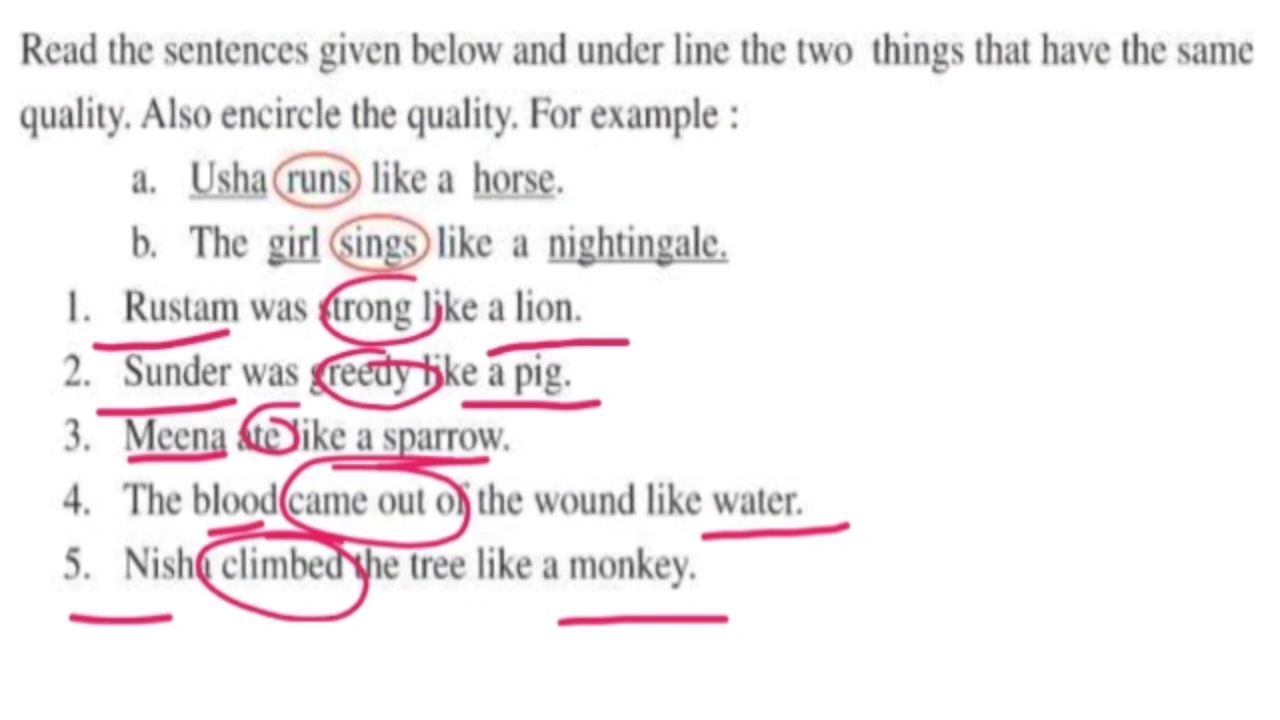 Read the sentences given below and under line the two things that have the same
quality. Also encircle the quality. For example :
a. Usha runs like a horse.
b. The girl sings like a nightingale.
1. Rustam was strong like a lion.
2. Sunder was greedy like a pig.
3. Meena ate like a sparrow.
4. The blood came out of the wound like water.
5. Nisha climbed the tree like a monkey.